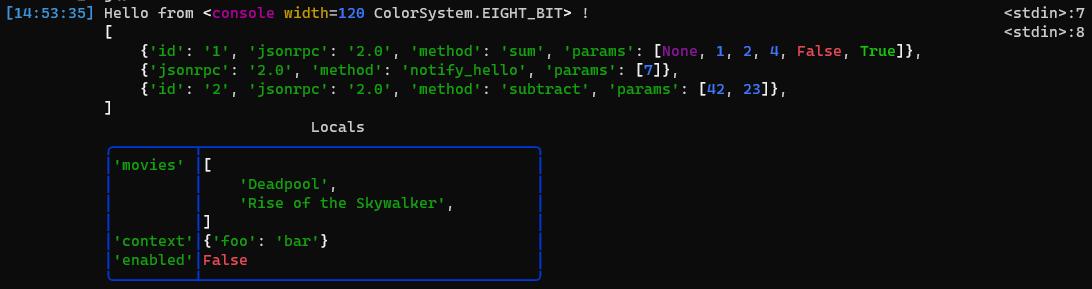 [14:53:35] Hello from <console width=120 ColorSystem.EIGHT_BIT> ! <stdin>:7
[ <stdin>:8
{'id': '1', 'jsonrpc': '2.0', 'method': 'sum', 'params': [None, 1, 2, 4, False, True]},
{'jsonrpc': '2.0', 'method': 'notify_hello', 'params': [7]},
{'id': '2', 'jsonrpc': '2.0', 'method': 'subtract', 'params': [42, 23]},
]
Locals
'movies' [
'Deadpool',
'Rise of the Skywalker',
]
'context' {'foo': 'bar'}
'enabled' False